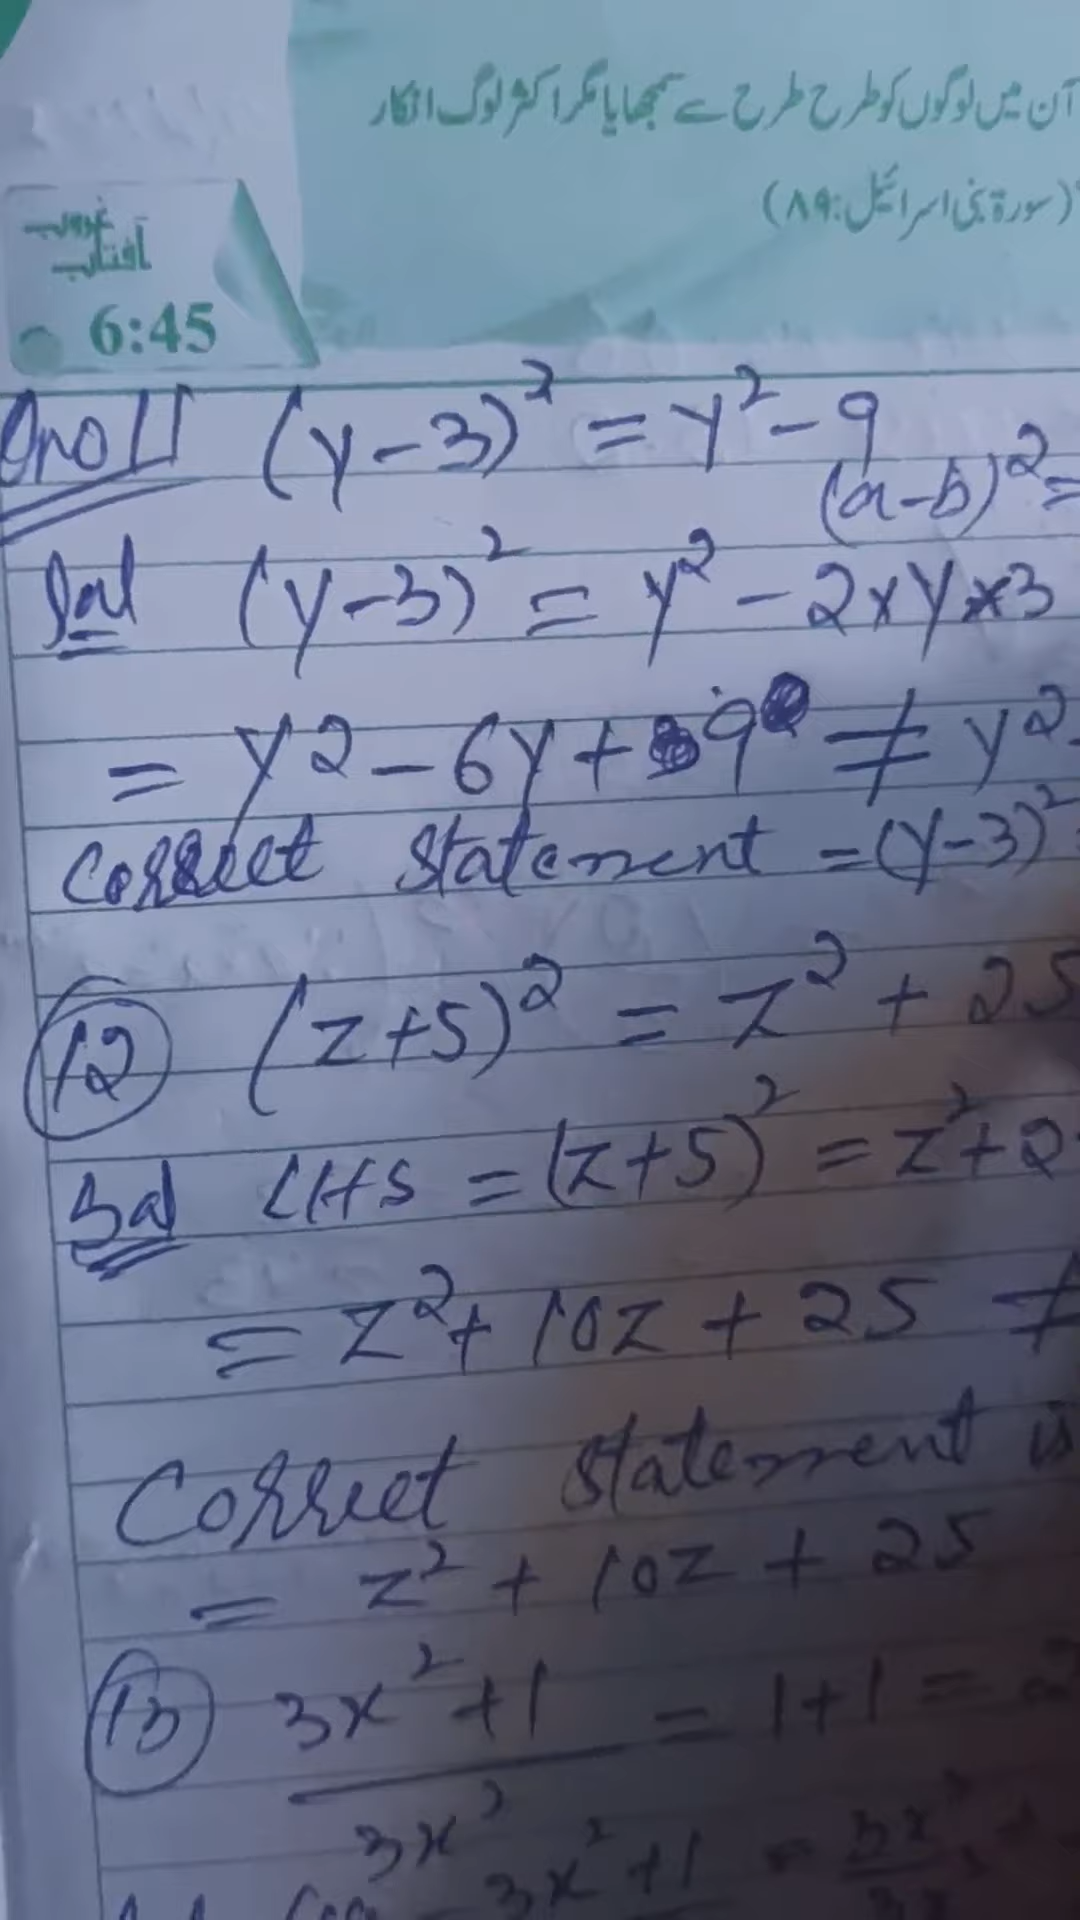 آن میں لوگوں کو طرح طرح سے سمجھایا مگر اکثر لوگ انکار
(سورۃ بنی اسرائیل:۸۹)
غروب
آفتاب
6:45
Qno 11 (y-3)² = y² - 9
(a-b)² =
Sol (y-3)² = y² - 2×y×3
= y2 - 6y + 9 ≠ y2
Correct statement = (y-3)²
12 (z+5)² = z² + 25
Sol LHS = (z+5)² = z² + 2
= z² + 10z + 25 ≠
Correct statement is
= z² + 10z + 25
13 3x²+1 = 1+1 = 2
3x²
3x²+1 =